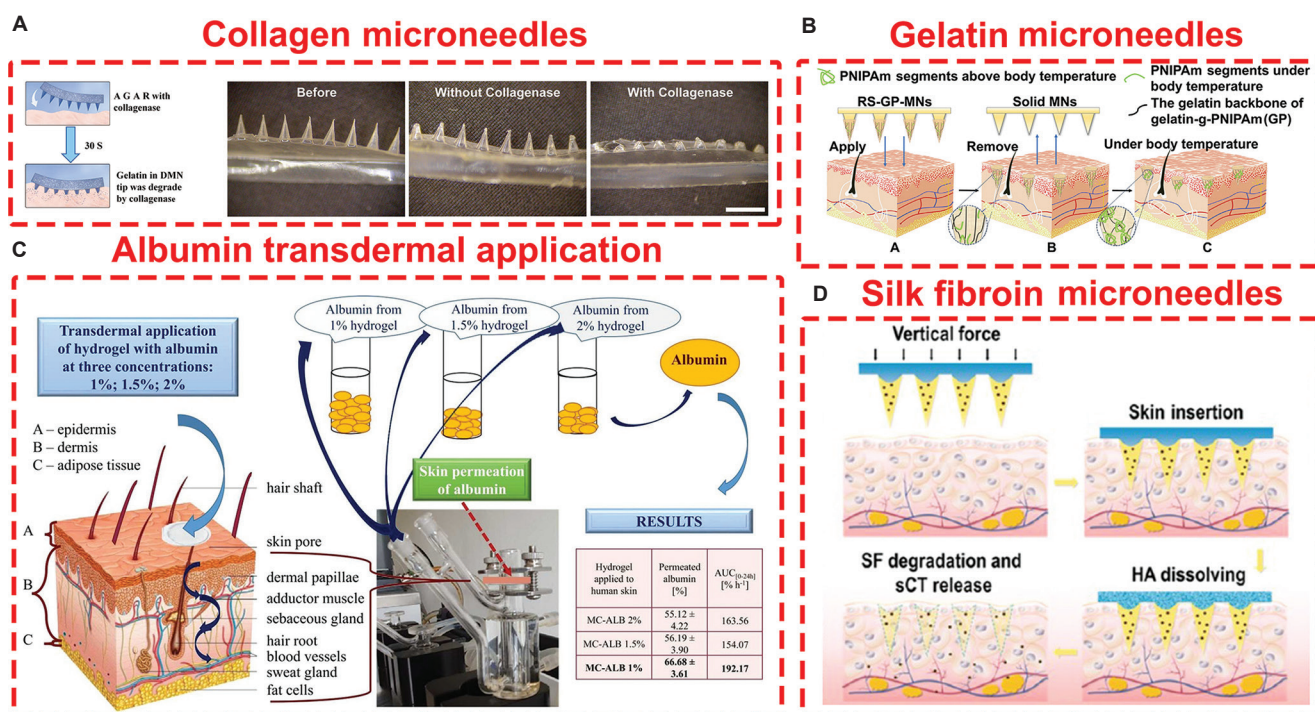 A
Collagen microneedles
A G A R with
collagenase
30 S
Gelatin in DMN
tip was degrade
by collagenase
Before
Without Collagenase
With Collagenase
B
Gelatin microneedles
PNIPAm segments above body temperature
PNIPAm segments under
body temperature
The gelatin backbone of
gelatin-g-PNIPAm(GP)
RS-GP-MNs
Solid MNs
Apply
Remove
Under body temperature
A
B
C
C
Albumin transdermal application
Transdermal application
of hydrogel with albumin
at three concentrations:
1%; 1.5%; 2%
Albumin from
1% hydrogel
Albumin from
1.5% hydrogel
Albumin from
2% hydrogel
Albumin
A – epidermis
B – dermis
C – adipose tissue
Skin permeation
of albumin
A
B
C
hair shaft
skin pore
dermal papillae
adductor muscle
sebaceous gland
hair root
blood vessels
sweat gland
fat cells
RESULTS
Hydrogel
applied to
human skin
Permeated
albumin
[%]
AUC[0-24h]
[% h-1]
MC-ALB 2%
55.12 ±
4.22
163.56
MC-ALB 1.5%
56.19 ±
3.90
154.07
MC-ALB 1%
66.68 ±
3.61
192.17
D
Silk fibroin microneedles
Vertical force
Skin insertion
SF degradation and
sCT release
HA dissolving